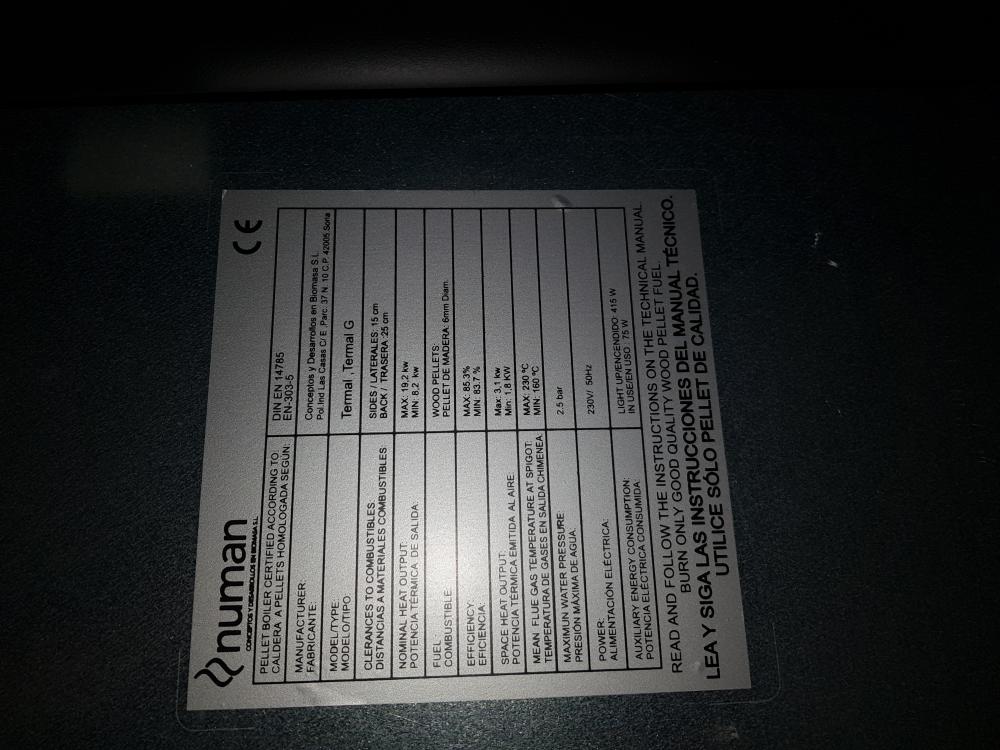 numan
CONCEPTOS Y DESARROLLOS EN BIOMASA S.L.
CE
PELLET BOILER CERTIFIED ACCORDING TO
CALDERA A PELLETS HOMOLOGADA SEGÚN:
DIN EN 14785
EN-303-5
MANUFACTURER:
FABRICANTE:
Conceptos y Desarrollos en Biomasa S.L.
Pol Ind Las Casas C/ E .Parc. 37 N. 10 C.P. 42005 Soria
MODEL/TYPE
MODELO/TIPO
Termal ,Termal G
CLERANCES TO COMBUSTIBLES
DISTANCIAS A MATERIALES COMBUSTIBLES:
SIDES / LATERALES: 15 cm
BACK / TRASERA :25 cm
NOMINAL HEAT OUTPUT:
POTENCIA TÉRMICA DE SALIDA:
MAX: 19,2 kw
MIN: 8,2 kw
FUEL:
COMBUSTIBLE:
WOOD PELLETS:
PELLET DE MADERA: 6mm Diam.
EFFICIENCY:
EFICIENCIA:
MAX: 85.3%
MIN: 83.7 %
SPACE HEAT OUTPUT:
POTENCIA TÉRMICA EMITIDA AL AIRE:
Max: 3,1 kw
Min: 1,8 KW
MEAN FLUE GAS TEMPERATURE AT SPIGOT:
TEMPERATURA DE GASES EN SALIDA CHIMENEA:
MAX: 230 ºC
MIN: 160 ºC
MAXIMUN WATER PRESSURE:
PRESIÓN MÁXIMA DE AGUA:
2.5 bar
POWER:
ALIMENTACIÓN ELÉCTRICA:
230V/ 50Hz
AUXILIARY ENERGY CONSUMPTION:
POTENCIA ELÉCTRICA CONSUMIDA:
LIGHT UP/ENCENDIDO: 415 W
IN USE/EN USO : 75 W
READ AND FOLLOW THE INSTRUCTIONS ON THE TECHNICAL MANUAL.
BURN ONLY GOOD QUALITY WOOD PELLET FUEL.
LEA Y SIGA LAS INSTRUCCIONES DEL MANUAL TÉCNICO.
UTILICE SÓLO PELLET DE CALIDAD.